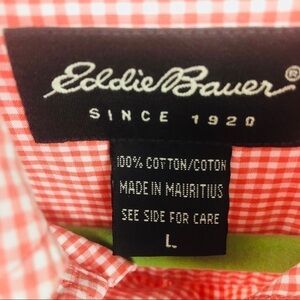 Eddie Bauer®
SINCE 1920
100% COTTON/COTON
MADE IN MAURITIUS
SEE SIDE FOR CARE
L